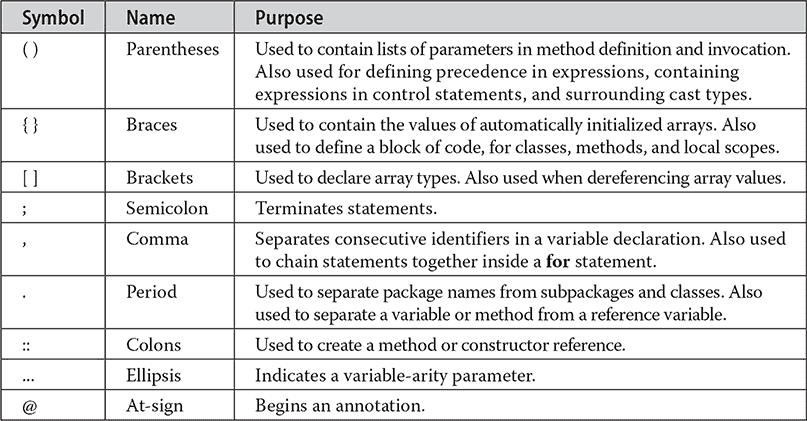 Symbol Name Purpose
( ) Parentheses Used to contain lists of parameters in method definition and invocation.
Also used for defining precedence in expressions, containing
expressions in control statements, and surrounding cast types.
{ } Braces Used to contain the values of automatically initialized arrays. Also
used to define a block of code, for classes, methods, and local scopes.
[ ] Brackets Used to declare array types. Also used when dereferencing array values.
; Semicolon Terminates statements.
, Comma Separates consecutive identifiers in a variable declaration. Also used
to chain statements together inside a for statement.
. Period Used to separate package names from subpackages and classes. Also
used to separate a variable or method from a reference variable.
:: Colons Used to create a method or constructor reference.
... Ellipsis Indicates a variable-arity parameter.
@ At-sign Begins an annotation.